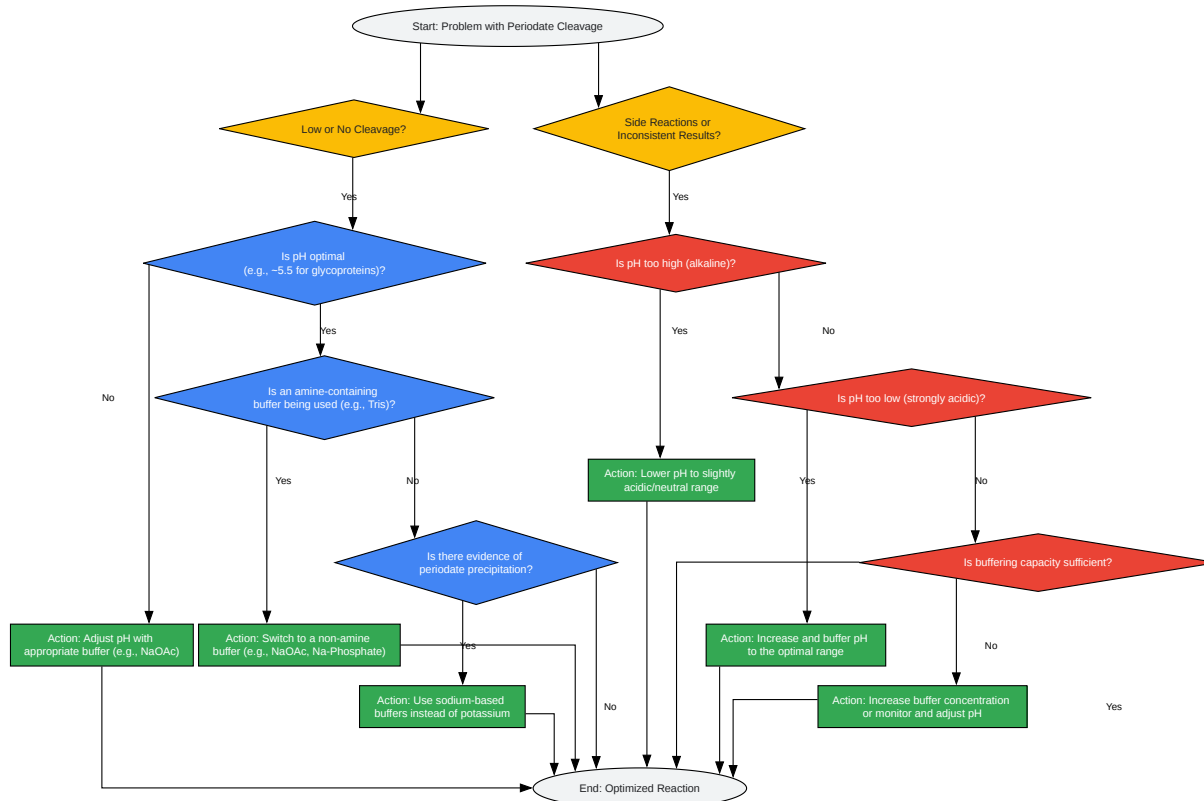 Start: Problem with Periodate Cleavage
Low or No Cleavage?
Side Reactions or
Inconsistent Results?
Yes
Yes
Is pH optimal
(e.g., ~5.5 for glycoproteins)?
Is pH too high (alkaline)?
Yes
Yes
No
No
Is an amine-containing
buffer being used (e.g., Tris)?
Is pH too low (strongly acidic)?
Action: Lower pH to slightly
acidic/neutral range
Yes
No
Yes
No
Is there evidence of
periodate precipitation?
Is buffering capacity sufficient?
Action: Adjust pH with
appropriate buffer (e.g., NaOAc)
Action: Switch to a non-amine
buffer (e.g., NaOAc, Na-Phosphate)
Yes
Action: Increase and buffer pH
to the optimal range
No
Action: Use sodium-based
buffers instead of potassium
No
Action: Increase buffer concentration
or monitor and adjust pH
Yes
End: Optimized Reaction